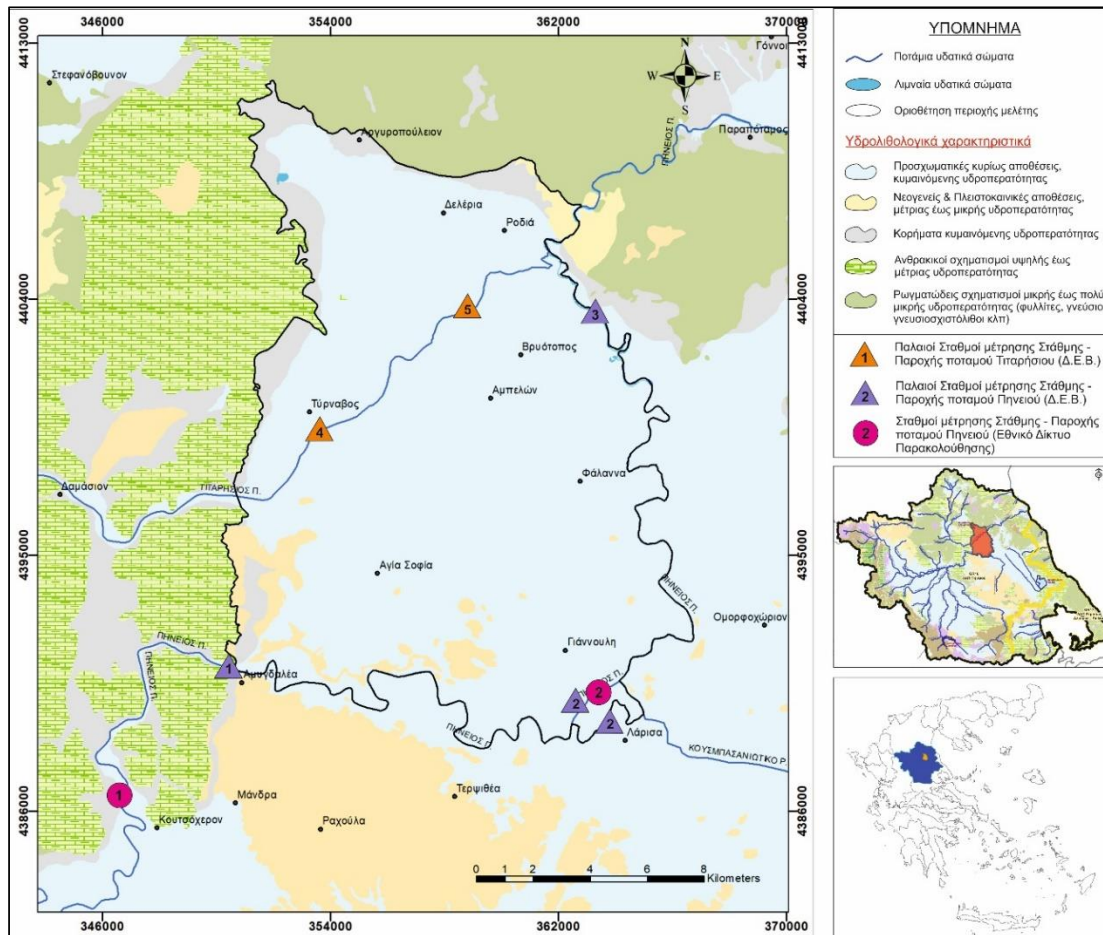 346000
354000
362000
370000
4413000
4413000
Γόννοι
Στεφανόβουνον
N
W E
S
Αργυροπούλειον
Παραπόταμος
ΠΗΝΕΙΟΣ Π.
Δελέρια
Ροδιά
4404000
4404000
5
3
Βρυότοπος
Αμπελών
Τύρναβος
4
Φάλαννα
Δαμάσιον
ΤΙΤΑΡΗΣΙΟΣ Π.
4395000
4395000
Αγία Σοφία
ΠΗΝΕΙΟΣ Π.
Ομορφοχώριον
Γιάννουλη
ΠΗΝΕΙΟΣ Π.
ΠΗΝΕΙΟΣ Π.
1
Αμυγδαλέα
2
ΠΗΝΕΙΟΣ Π.
2
2
ΠΗΝΕΙΟΣ Π.
Λάρισα
ΚΟΥΣΜΠΑΣΑΝΙΩΤΙΚΟ Ρ.
1
Μάνδρα
Τερψιθέα
4386000
4386000
Κουτσόχερον
Ραχούλα
0 1 2 4 6 8
Kilometers
346000
354000
362000
370000
ΥΠΟΜΝΗΜΑ
Ποτάμια υδατικά σώματα
Λιμναία υδατικά σώματα
Οριοθέτηση περιοχής μελέτης
Υδρολιθολογικά χαρακτηριστικά
Προσχωματικές κυρίως αποθέσεις,
κυμαινόμενης υδροπερατότητας
Νεογενείς & Πλειστοκαινικές αποθέσεις,
μέτριας έως μικρής υδροπερατότητας
Κορήματα κυμαινόμενης υδροπερατότητας
Ανθρακικοί σχηματισμοί υψηλής έως
μέτριας υδροπερατότητας
Ρωγματώδεις σχηματισμοί μικρής έως πολύ
μικρής υδροπερατότητας (φυλλίτες, γνεύσιοι
γνευσιοσχιστόλιθοι κλπ)
1
Παλαιοί Σταθμοί μέτρησης Στάθμης -
Παροχής ποταμού Τιταρήσιου (Δ.Ε.Β.)
2
Παλαιοί Σταθμοί μέτρησης Στάθμης -
Παροχής ποταμού Πηνειού (Δ.Ε.Β.)
2
Σταθμοί μέτρησης Στάθμης - Παροχής
ποταμού Πηνειού (Εθνικό Δίκτυο
Παρακολούθησης)